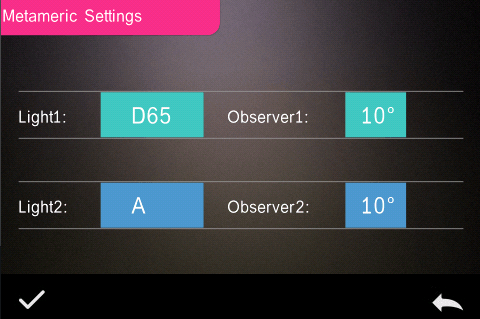 Metameric Settings
Light1: D65 Observer1: 10°
Light2: A Observer2: 10°